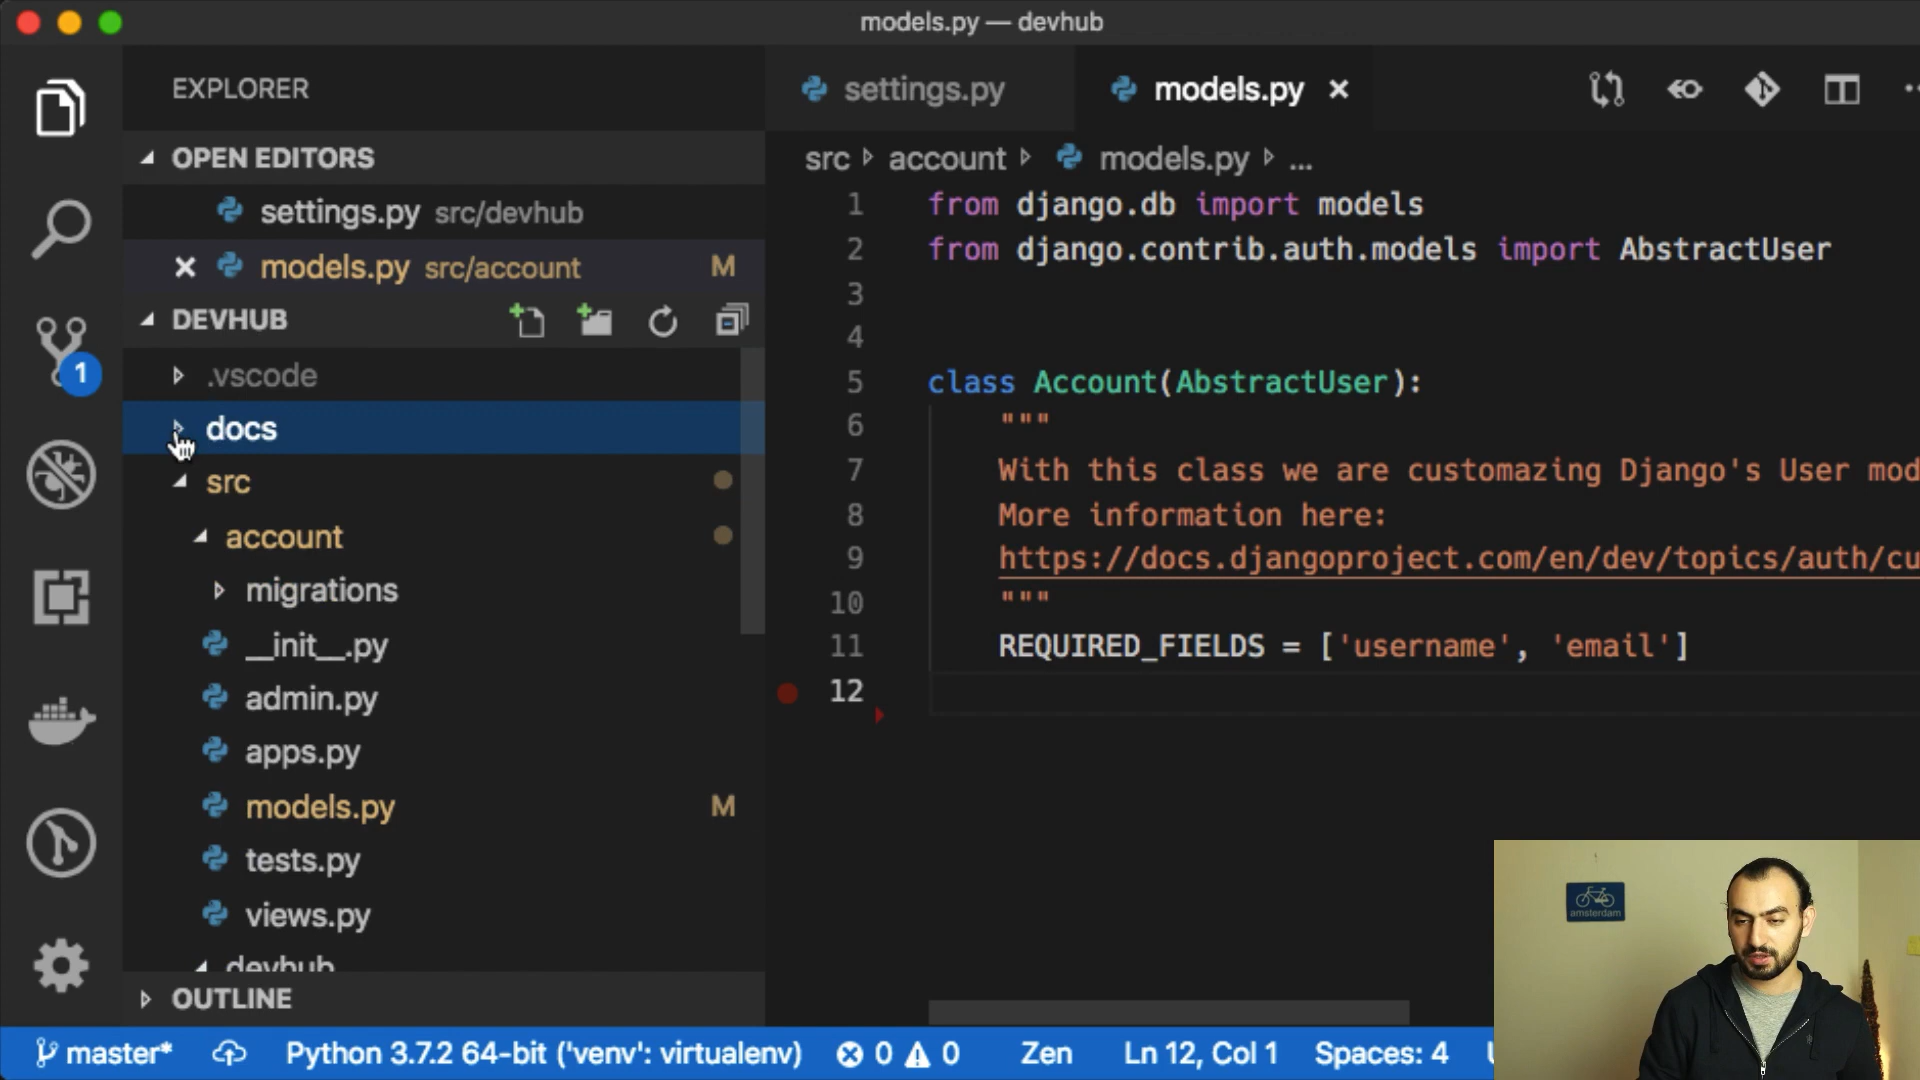 models.py — devhub
EXPLORER
OPEN EDITORS
settings.py src/devhub
models.py src/account M
DEVHUB
.vscode
docs
src
account
migrations
__init__.py
admin.py
apps.py
models.py M
tests.py
views.py
devhub
OUTLINE
settings.py
models.py
src account models.py ...
1 from django.db import models
2 from django.contrib.auth.models import AbstractUser
3
4
5 class Account(AbstractUser):
6 """
7 With this class we are customazing Django's User mod
8 More information here:
9 https://docs.djangoproject.com/en/dev/topics/auth/cu
10 """
11 REQUIRED_FIELDS = ['username', 'email']
12
1
amsterdam
master* Python 3.7.2 64-bit ('venv': virtualenv) 0 0 Zen Ln 12, Col 1 Spaces: 4